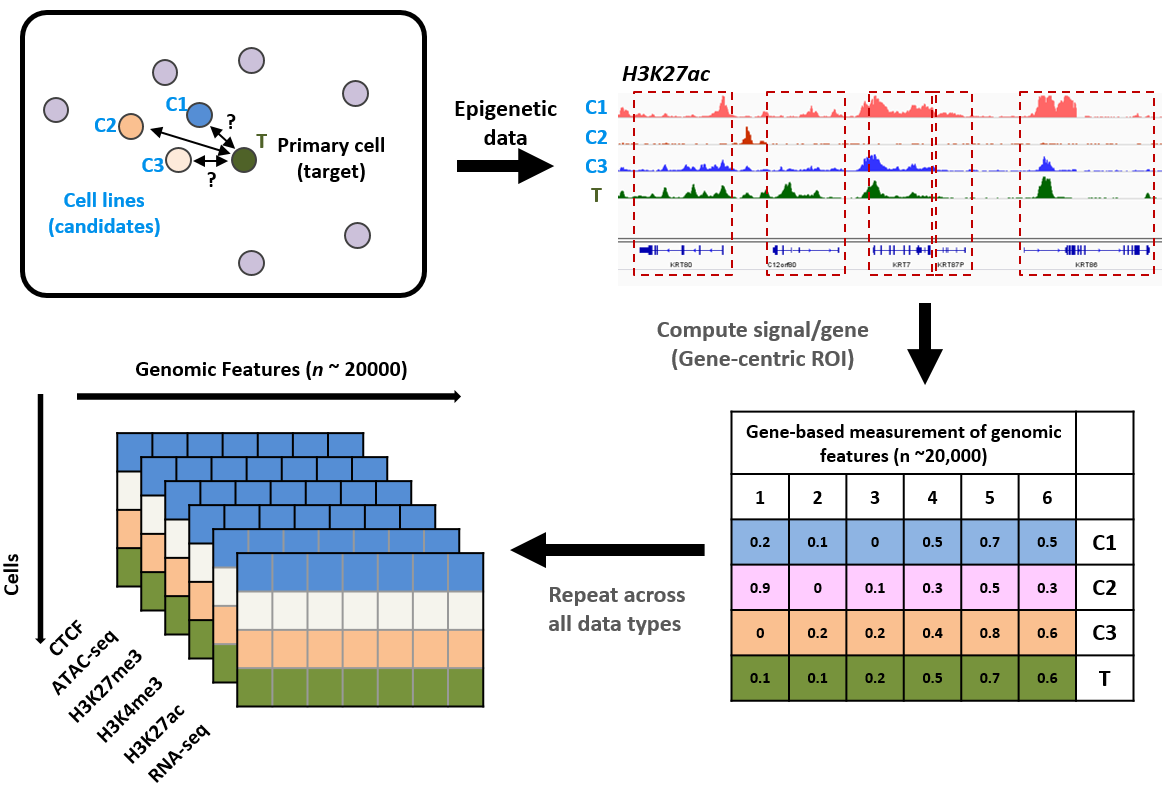 C1
?
C2
T
Primary cell
(target)
C3
?
Cell lines
(candidates)
Epigenetic
data
H3K27ac
C1
C2
C3
T
KRT80
C12orf80
KRT7
KRT87P
KRT86
Compute signal/gene
(Gene-centric ROI)
Gene-based measurement of genomic
features (n ~20,000)
1 2 3 4 5 6
0.2 0.1 0 0.5 0.7 0.5 C1
0.9 0 0.1 0.3 0.5 0.3 C2
0 0.2 0.2 0.4 0.8 0.6 C3
0.1 0.1 0.2 0.5 0.7 0.6 T
Repeat across
all data types
Genomic Features (n ~ 20000)
Cells
CTCF
ATAC-seq
H3K27me3
H3K4me3
H3K27ac
RNA-seq